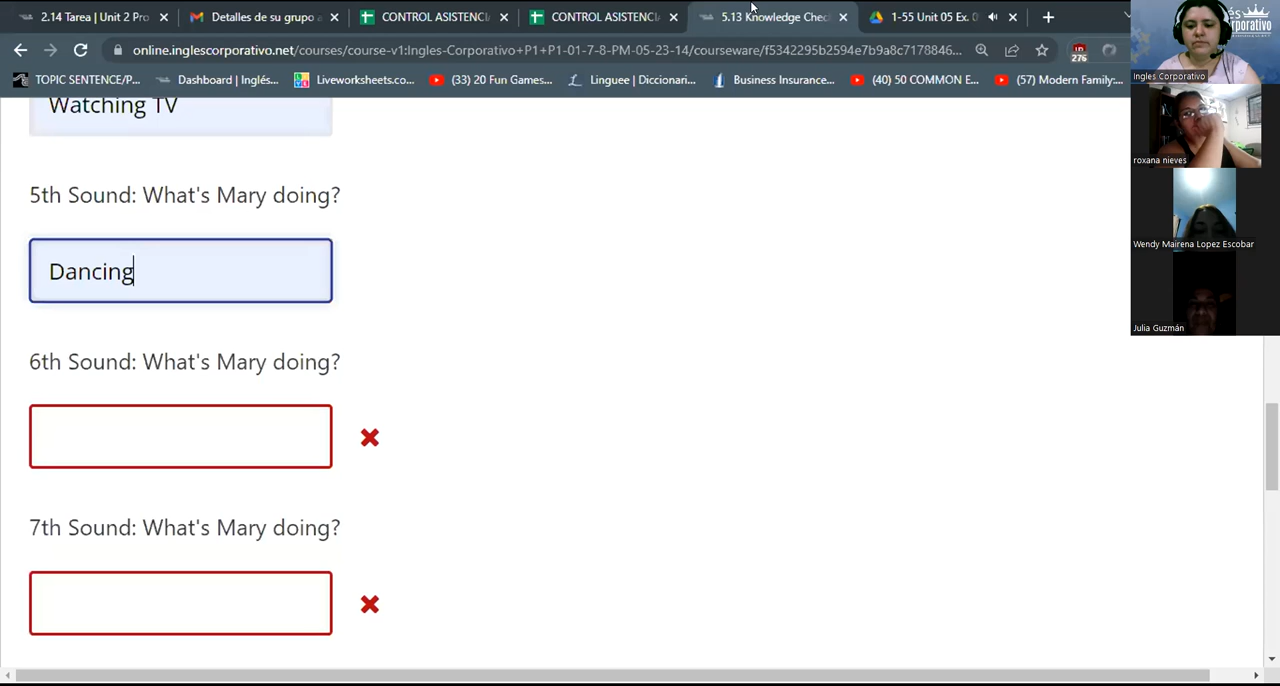 2.14 Tarea | Unit 2 Pro
Detalles de su grupo a
CONTROL ASISTENCI
CONTROL ASISTENCI
5.13 Knowledge Chec
1-55 Unit 05 Ex. 0
online.inglescorporativo.net/courses/course-v1:Ingles-Corporativo+P1+P1-01-7-8-PM-05-23-14/courseware/f5342295b2594e7b9a8c7178846...
276
TOPIC SENTENCE/P...
Dashboard | Inglés...
Liveworksheets.co...
(33) 20 Fun Games...
Linguee | Diccionari...
Business Insurance...
(40) 50 COMMON E...
(57) Modern Family:...
Ingles Corporativo
roxana nieves
Wendy Mairena Lopez Escobar
Julia Guzmán
Watching TV
5th Sound: What's Mary doing?
Dancing
6th Sound: What's Mary doing?
7th Sound: What's Mary doing?